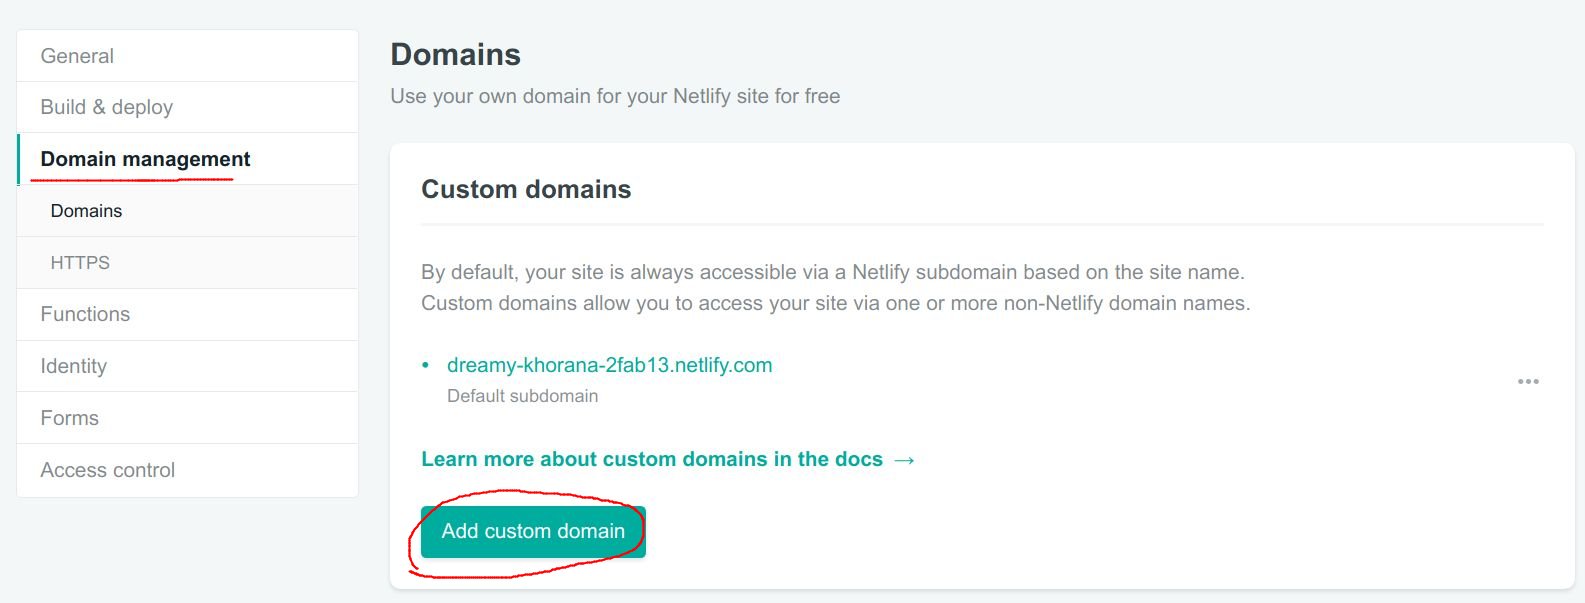 General
Build & deploy
Domain management
Domains
HTTPS
Functions
Identity
Forms
Access control
Domains
Use your own domain for your Netlify site for free
Custom domains
By default, your site is always accessible via a Netlify subdomain based on the site name.
Custom domains allow you to access your site via one or more non-Netlify domain names.
• dreamy-khorana-2fab13.netlify.com
Default subdomain
Learn more about custom domains in the docs →
Add custom domain